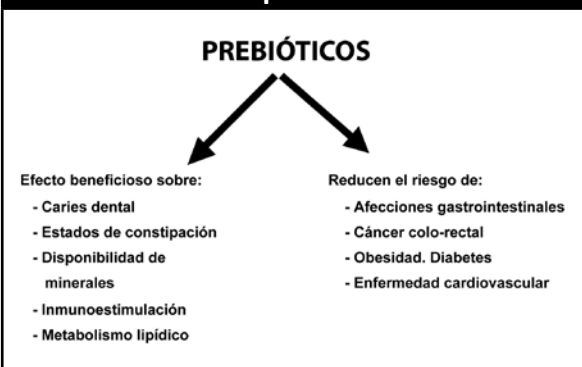 PREBIÓTICOS
Efecto beneficioso sobre:
- Caries dental
- Estados de constipación
- Disponibilidad de
minerales
- Inmunoestimulación
- Metabolismo lipídico
Reducen el riesgo de:
- Afecciones gastrointestinales
- Cáncer colo-rectal
- Obesidad. Diabetes
- Enfermedad cardiovascular